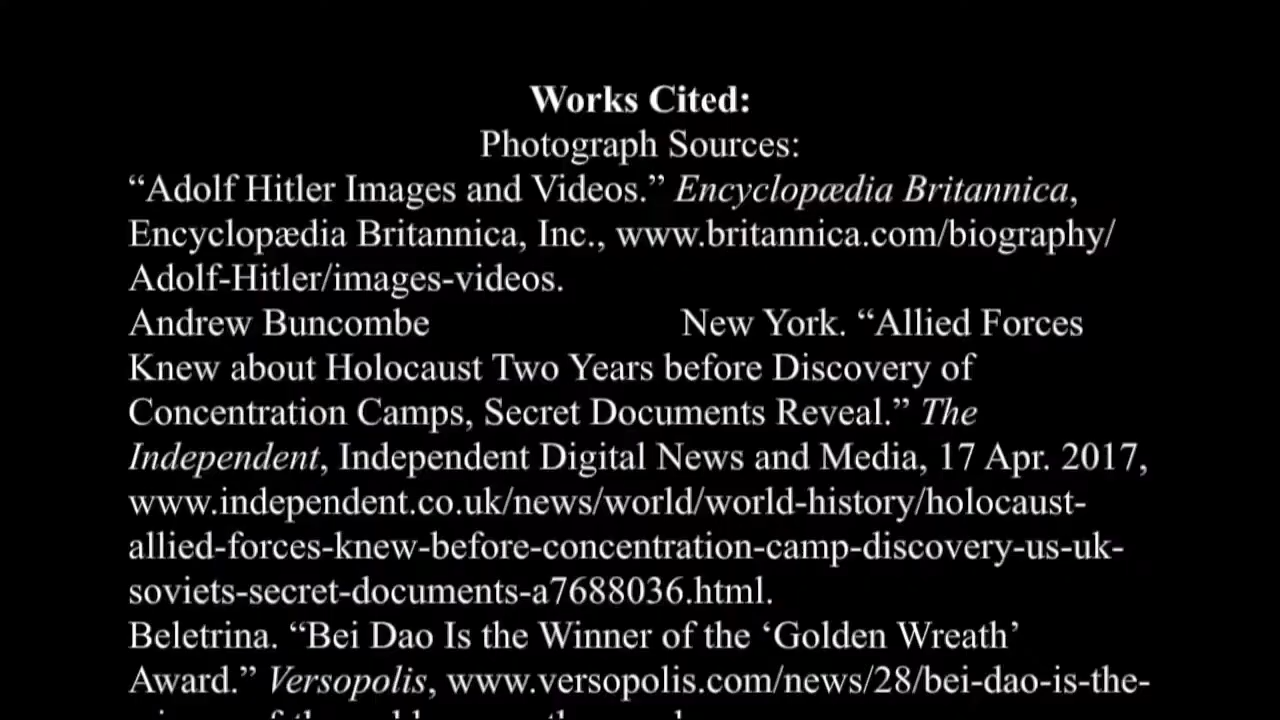 Works Cited:
Photograph Sources:
“Adolf Hitler Images and Videos.” Encyclopædia Britannica,
Encyclopædia Britannica, Inc., www.britannica.com/biography/
Adolf-Hitler/images-videos.
Andrew Buncombe New York. “Allied Forces
Knew about Holocaust Two Years before Discovery of
Concentration Camps, Secret Documents Reveal.” The
Independent, Independent Digital News and Media, 17 Apr. 2017,
www.independent.co.uk/news/world/world-history/holocaust-
allied-forces-knew-before-concentration-camp-discovery-us-uk-
soviets-secret-documents-a7688036.html.
Beletrina. “Bei Dao Is the Winner of the ‘Golden Wreath’
Award.” Versopolis, www.versopolis.com/news/28/bei-dao-is-the-